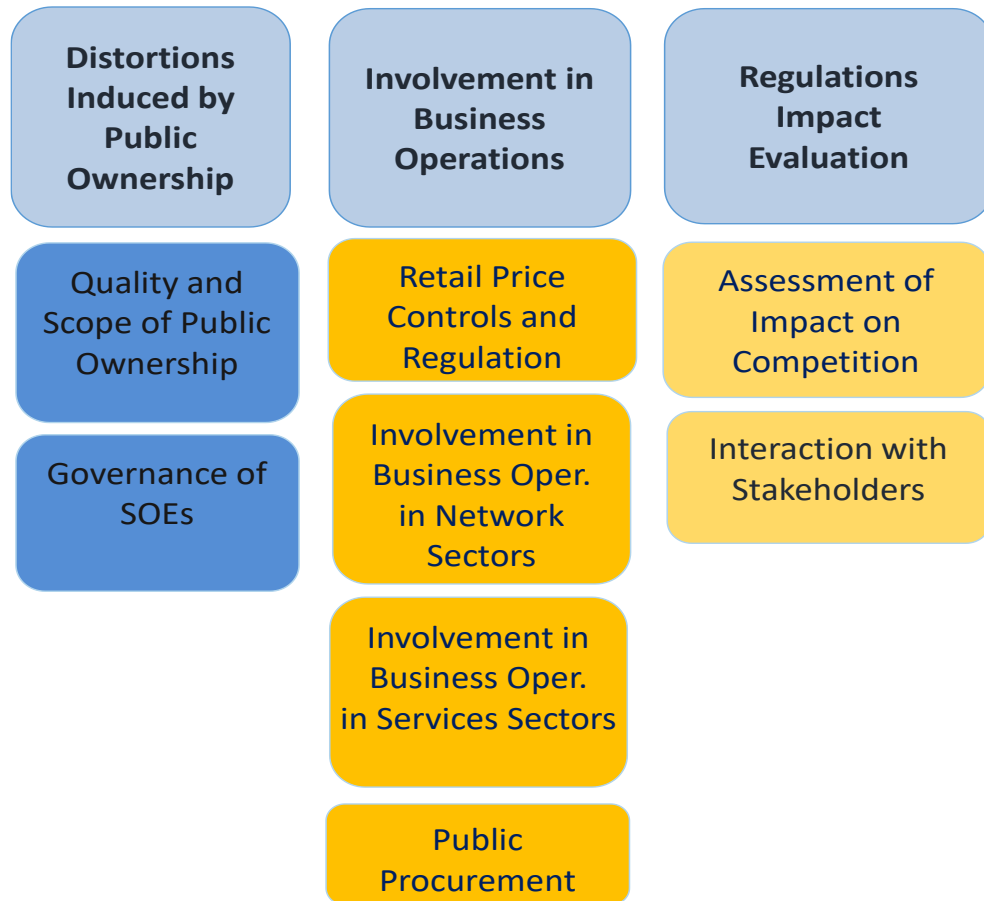 Distortions
Induced by
Public
Ownership
Quality and
Scope of Public
Ownership
Governance of
SOEs
Involvement in
Business
Operations
Retail Price
Controls and
Regulation
Involvement in
Business Oper.
in Network
Sectors
Involvement in
Business Oper.
in Services Sectors
Public
Procurement
Regulations
Impact
Evaluation
Assessment of
Impact on
Competition
Interaction with
Stakeholders